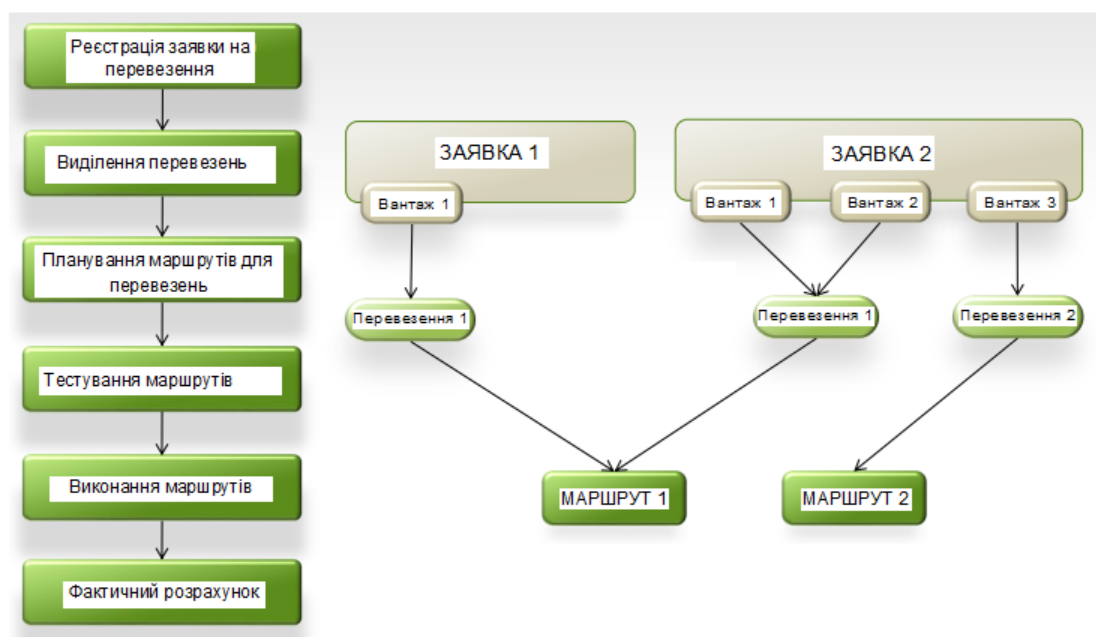 Реєстрація заявки на
перевезення
Виділення перевезень
Планування маршрутів для
перевезень
Тестування маршрутів
Виконання маршрутів
Фактичний розрахунок
ЗАЯВКА 1
ЗАЯВКА 2
Вантаж 1
Вантаж 1
Вантаж 2
Вантаж 3
Перевезення 1
Перевезення 1
Перевезення 2
МАРШРУТ 1
МАРШРУТ 2